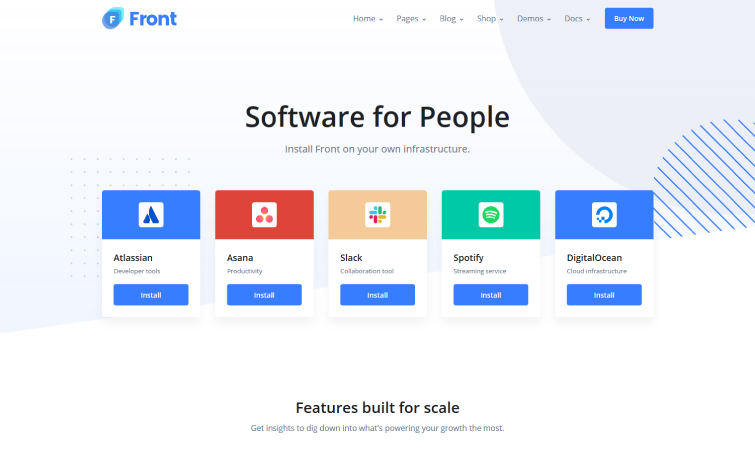 Front
Home Pages Blog Shop Demos Docs Buy Now
Software for People
Install Front on your own infrastructure.
Atlassian
Developer tools
Install
Asana
Productivity
Install
Slack
Collaboration tool
Install
Spotify
Streaming service
Install
DigitalOcean
Cloud infrastructure
Install
Features built for scale
Get insights to dig down into what's powering your growth the most.